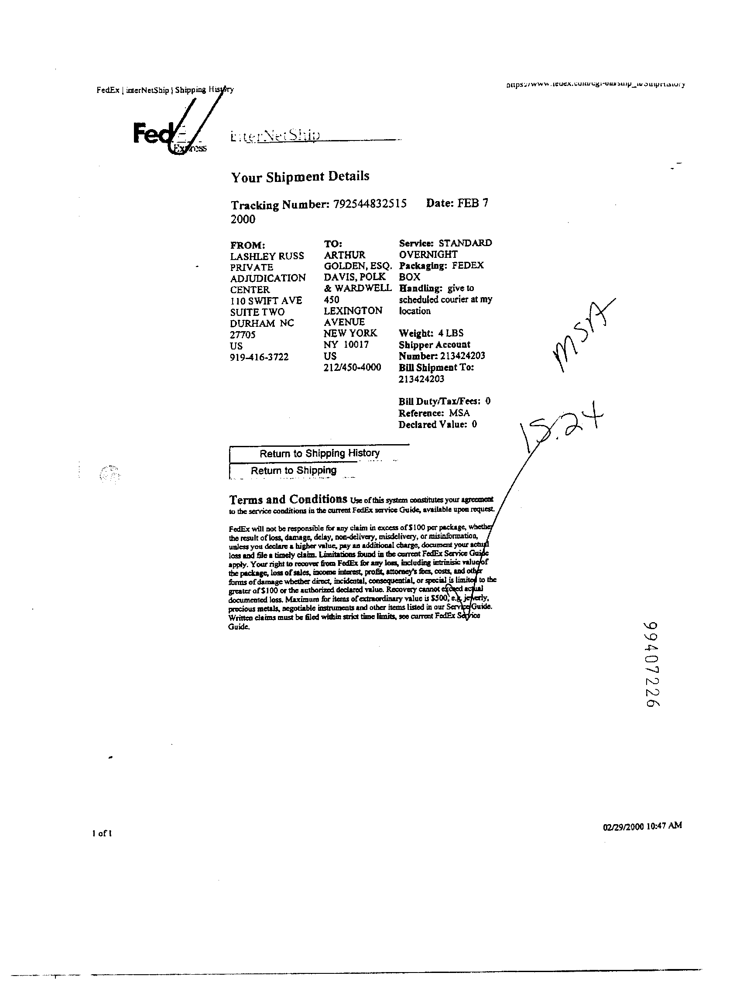 FedEx | interNetShip | Shipping History
FedEx
Express
interNetShip
Your Shipment Details
Tracking Number: 792544832515 Date: FEB 7
2000
FROM:
LASHLEY RUSS
PRIVATE
ADJUDICATION
CENTER
110 SWIFT AVE
SUITE TWO
DURHAM NC
27705
US
919-416-3722
TO:
ARTHUR
GOLDEN, ESQ.
DAVIS, POLK
& WARDWELL
450
LEXINGTON
AVENUE
NEW YORK
NY 10017
US
212/450-4000
Service: STANDARD
OVERNIGHT
Packaging: FEDEX
BOX
Handling: give to
scheduled courier at my
location
Weight: 4 LBS
Shipper Account
Number: 213424203
Bill Shipment To:
213424203
Bill Duty/Tax/Fees: 0
Reference: MSA
Declared Value: 0
MSA
15.24
Return to Shipping History
Return to Shipping
Terms and Conditions Use of this system constitutes your agreement
to the service conditions in the current FedEx service Guide, available upon request.
FedEx will not be responsible for any claim in excess of $100 per package, whether
the result of loss, damage, delay, non-delivery, misdelivery, or misinformation,
unless you declare a higher value, pay an additional charge, document your actual
loss and file a timely claim. Limitations found in the current FedEx Service Guide
apply. Your right to recover from FedEx for any loss, including intrinisic value of
the package, loss of sales, income interest, profit, attorney's fees, costs, and other
forms of damage whether direct, incidental, consequential, or special is limited to the
greater of $100 or the authorized declared value. Recovery cannot exceed actual
documented loss. Maximum for items of extraordinary value is $500, e.g. jewerly,
precious metals, negotiable instruments and other items listed in our Service Guide.
Written claims must be filed within strict time limits, see current FedEx Service
Guide.
99407226
1 of 1
02/29/2000 10:47 AM